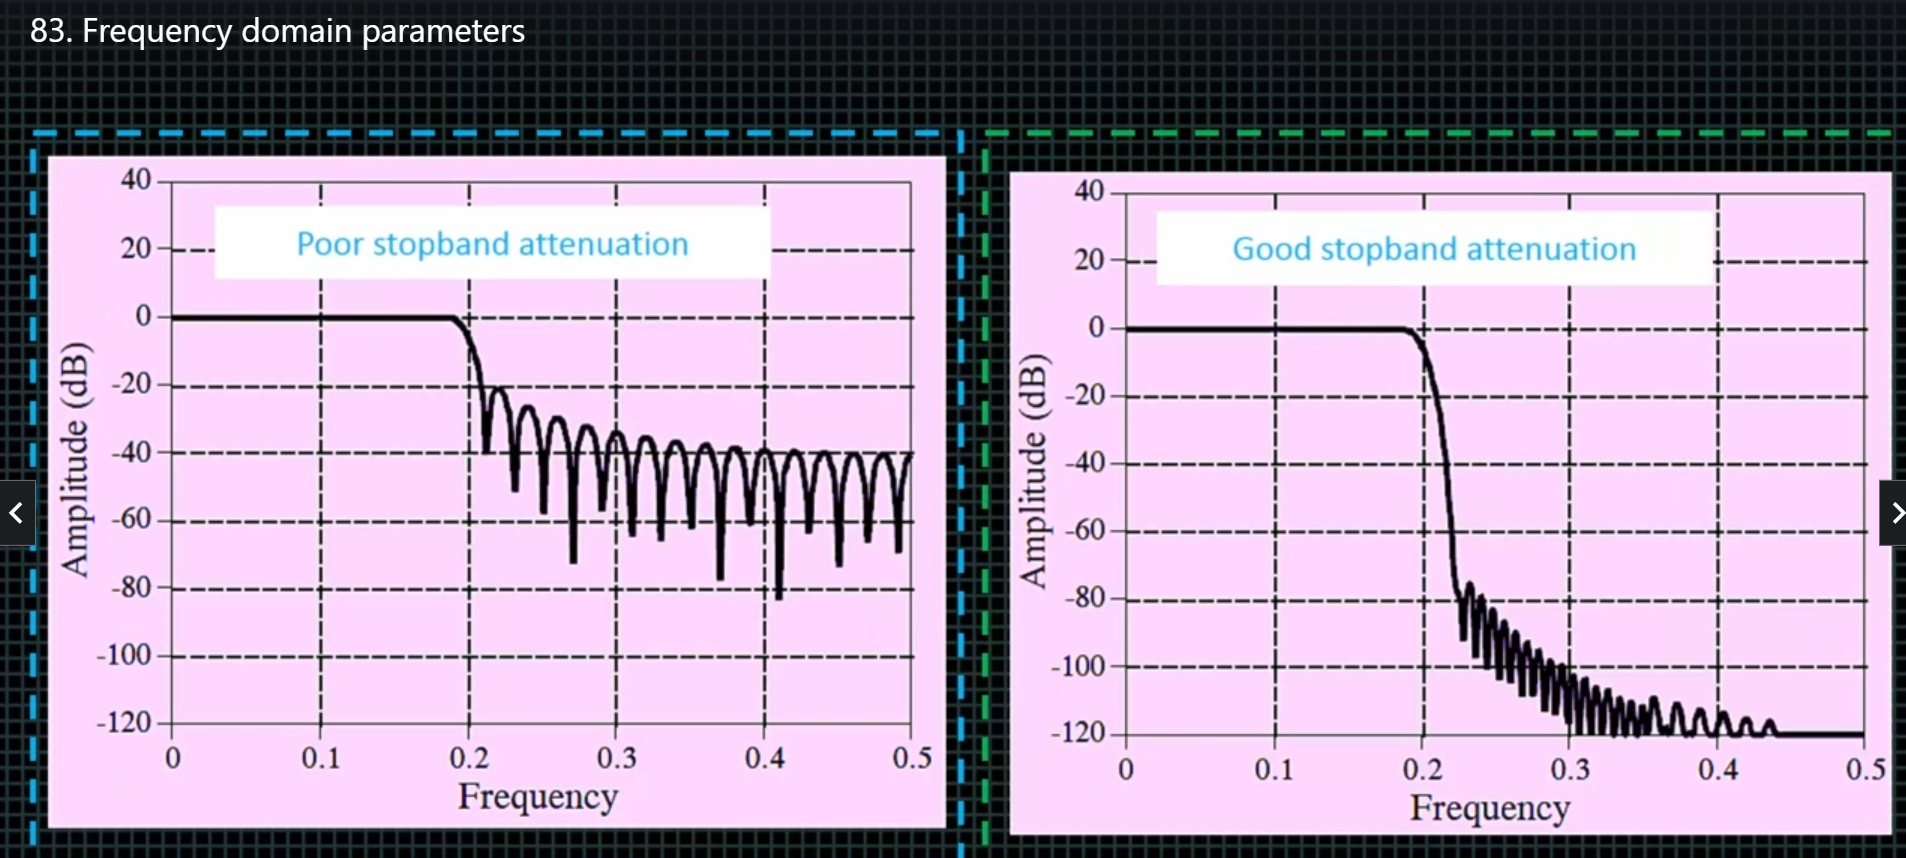 83. Frequency domain parameters
Poor stopband attenuation
40
20
0
-20
-40
-60
-80
-100
-120
Amplitude (dB)
0 0.1 0.2 0.3 0.4 0.5
Frequency
Good stopband attenuation
40
20
0
-20
-40
-60
-80
-100
-120
Amplitude (dB)
0 0.1 0.2 0.3 0.4 0.5
Frequency